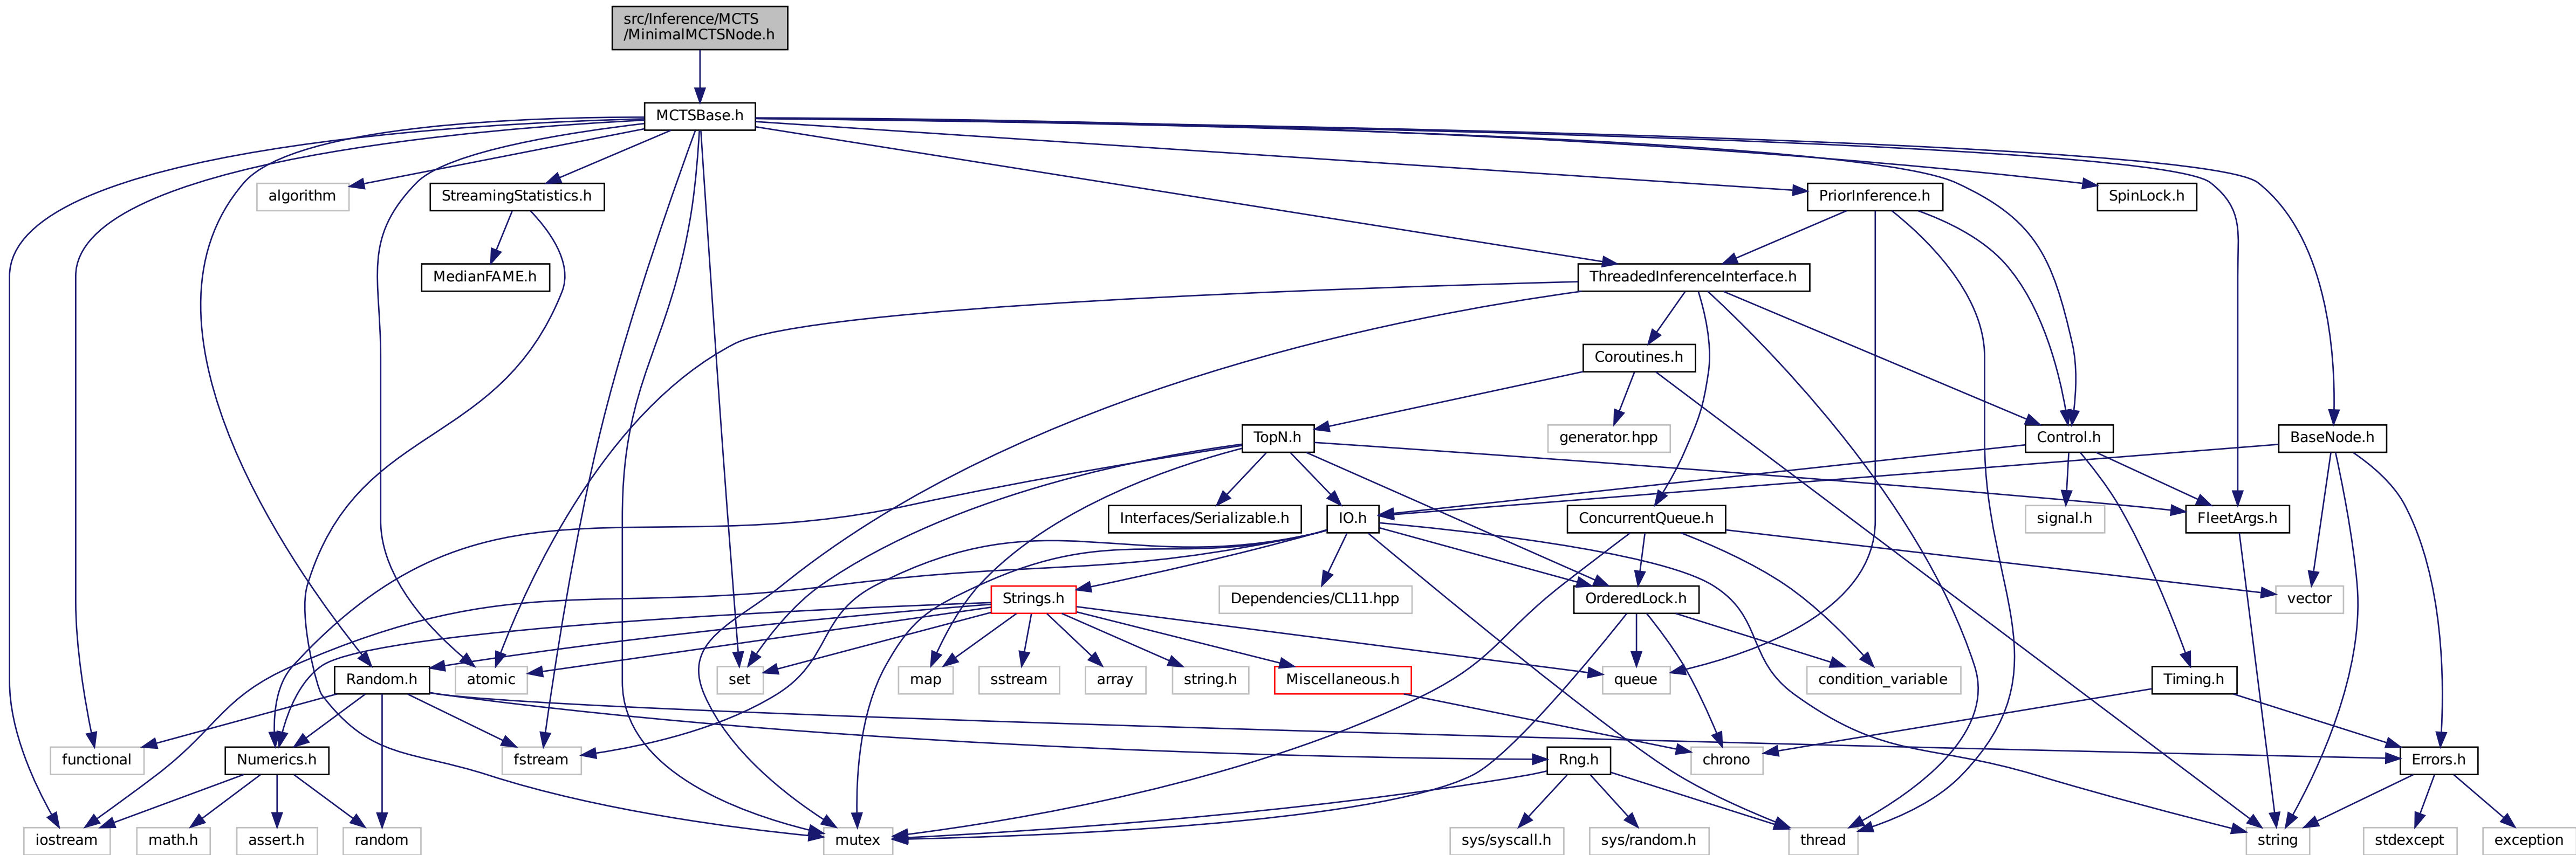 src/Inference/MCTS
/MinimalMCTSNode.h
MCTSBase.h
algorithm
StreamingStatistics.h
PriorInference.h
SpinLock.h
MedianFAME.h
ThreadedInferenceInterface.h
Coroutines.h
TopN.h
generator.hpp
Control.h
BaseNode.h
Interfaces/Serializable.h
IO.h
ConcurrentQueue.h
signal.h
FleetArgs.h
Strings.h
Dependencies/CL11.hpp
OrderedLock.h
vector
Random.h
atomic
set
map
sstream
array
string.h
Miscellaneous.h
queue
condition_variable
Timing.h
functional
Numerics.h
fstream
Rng.h
chrono
Errors.h
iostream
math.h
assert.h
random
mutex
sys/syscall.h
sys/random.h
thread
string
stdexcept
exception